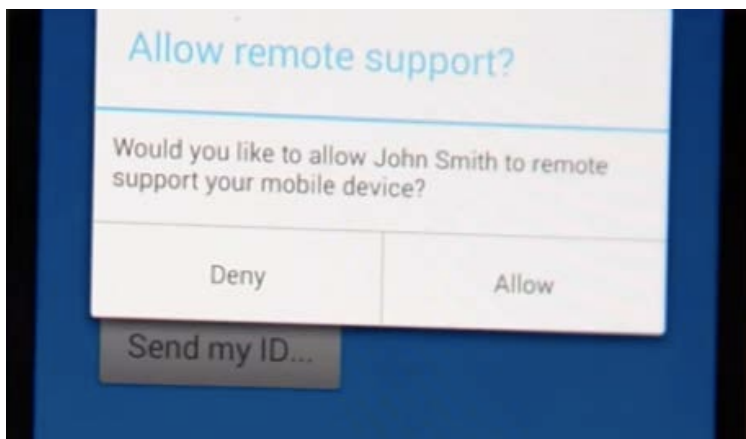 Allow remote support?
Would you like to allow John Smith to remote
support your mobile device?
Deny
Allow
Send my ID...